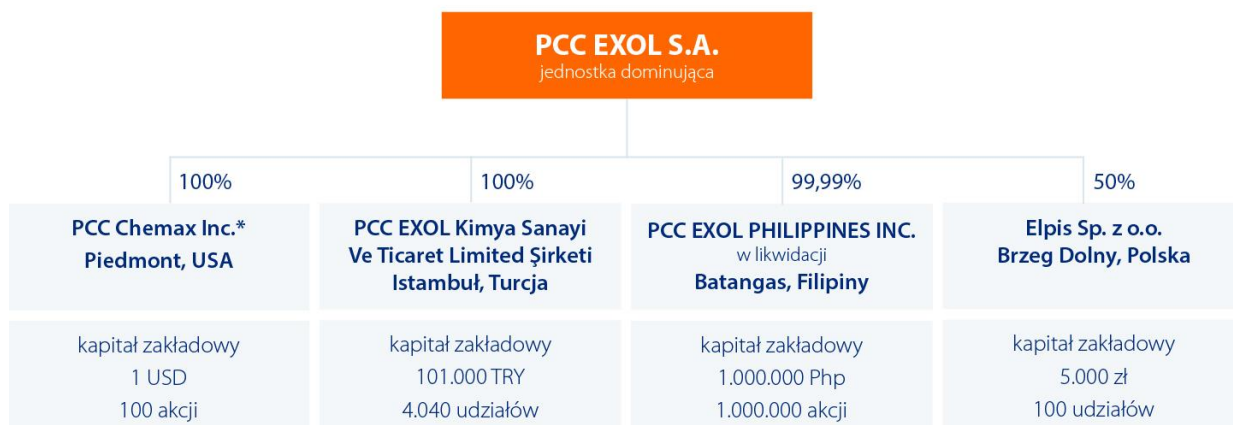 PCC EXOL S.A.
jednostka dominująca
100%
PCC Chemax Inc.*
Piedmont, USA
kapitał zakładowy
1 USD
100 akcji
100%
PCC EXOL Kimya Sanayi
Ve Ticaret Limited Şirketi
Istambuł, Turcja
kapitał zakładowy
101.000 TRY
4.040 udziałów
99,99%
PCC EXOL PHILIPPINES INC.
w likwidacji
Batangas, Filipiny
kapitał zakładowy
1.000.000 Php
1.000.000 akcji
50%
Elpis Sp. z o.o.
Brzeg Dolny, Polska
kapitał zakładowy
5.000 zł
100 udziałów